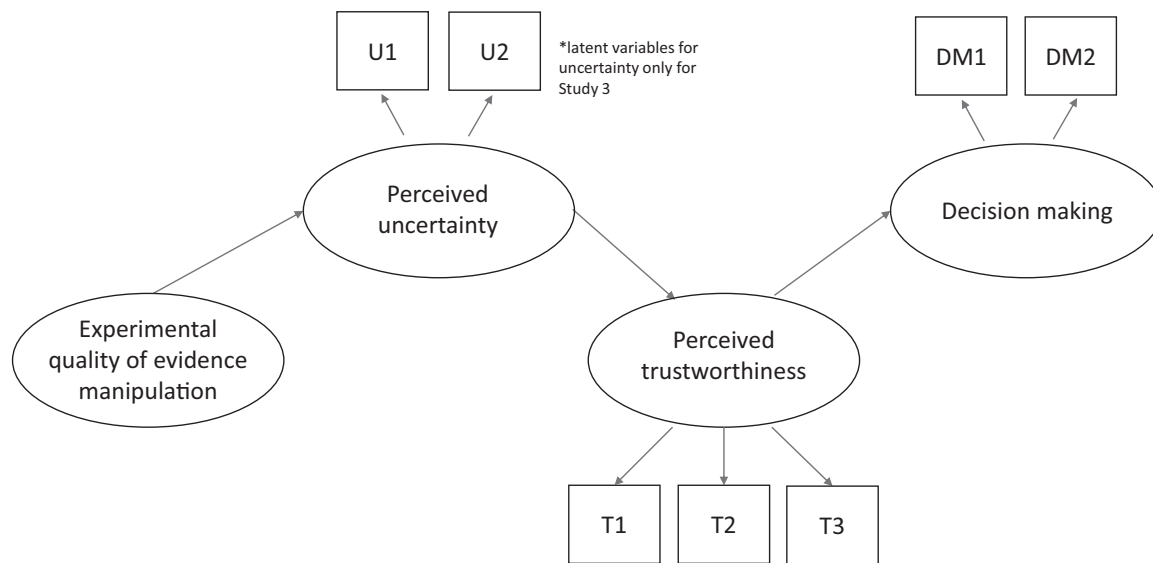 U1
U2
*latent variables for
uncertainty only for
Study 3
DM1
DM2
Perceived
uncertainty
Decision making
Experimental
quality of evidence
manipulation
Perceived
trustworthiness
T1
T2
T3